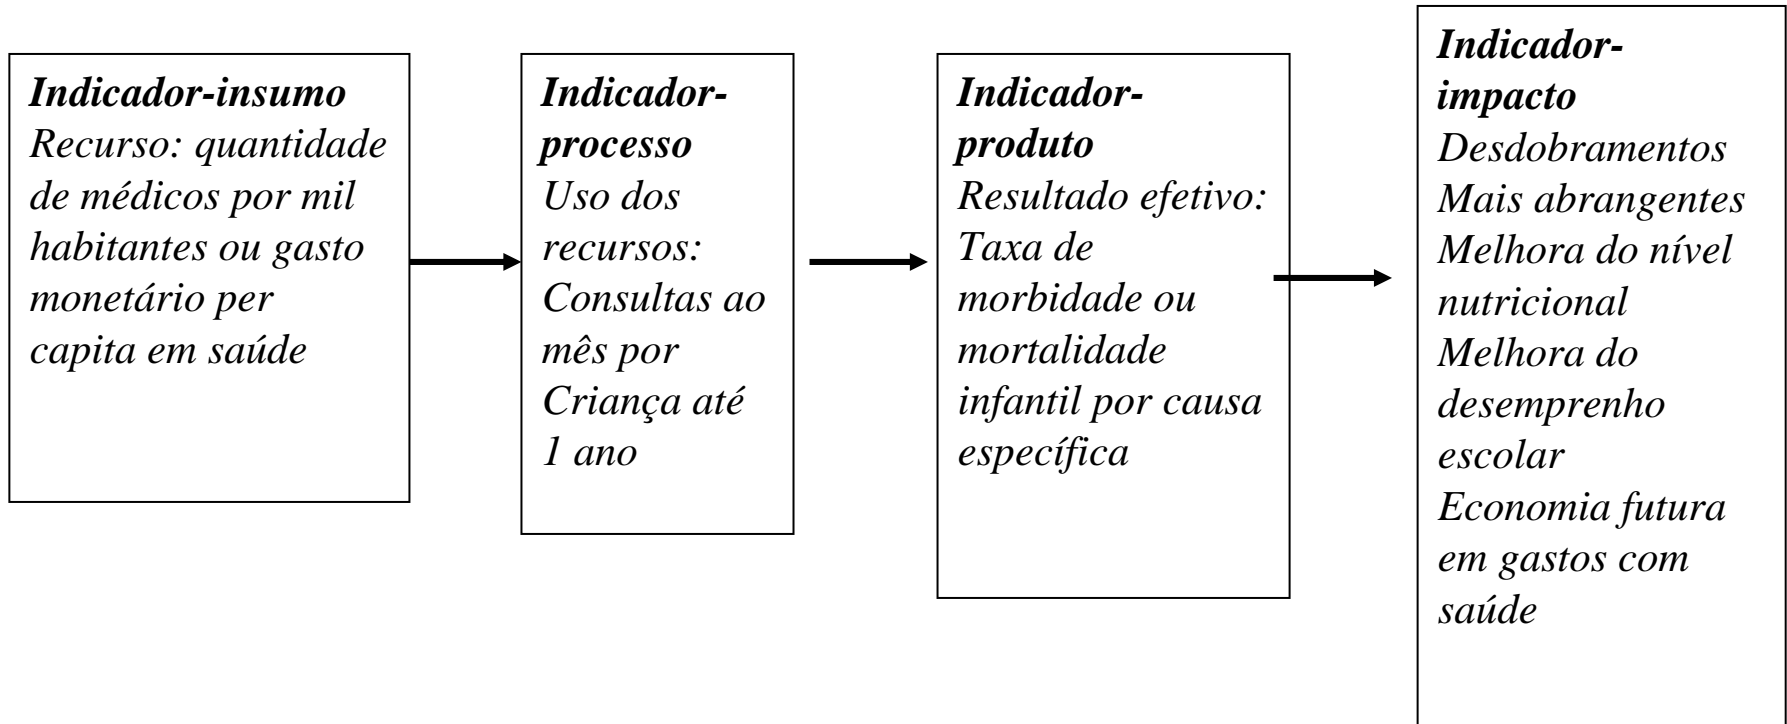 Indicador-insumo
Recurso: quantidade
de médicos por mil
habitantes ou gasto
monetário per
capita em saúde
Indicador-
processo
Uso dos
recursos:
Consultas ao
mês por
Criança até
1 ano
Indicador-
produto
Resultado efetivo:
Taxa de
morbidade ou
mortalidade
infantil por causa
específica
Indicador-
impacto
Desdobramentos
Mais abrangentes
Melhora do nível
nutricional
Melhora do
desemprenho
escolar
Economia futura
em gastos com
saúde